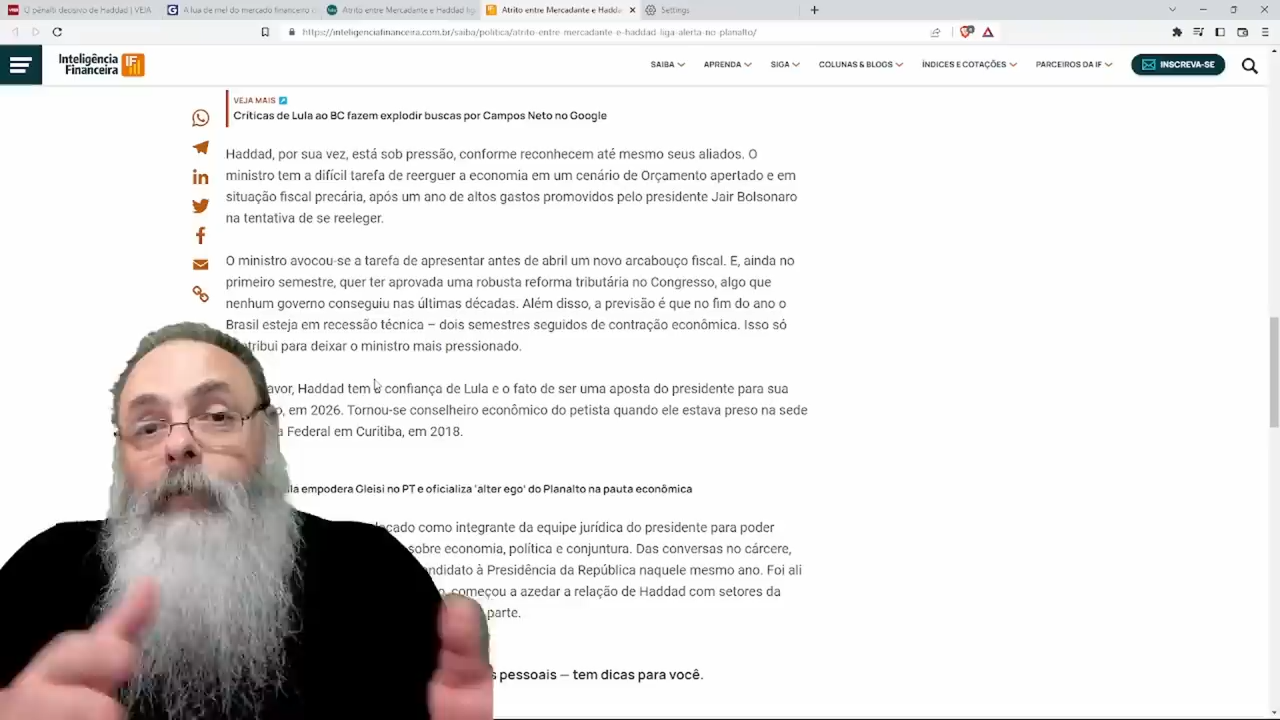 O pênalti decisivo de Haddad | VEJA
A lua de mel do mercado financeiro
Atrito entre Mercadante e Haddad lig
Atrito entre Mercadante e Hadda
Settings
https://inteligenciafinanceira.com.br/saiba/politica/atrito-entre-mercadante-e-haddad-liga-alerta-no-planalto/
Inteligência
Financeira
IF
SAIBA
APRENDA
SIGA
COLUNAS & BLOGS
ÍNDICES E COTAÇÕES
PARCEIROS DA IF
INSCREVA-SE
VEJA MAIS
Críticas de Lula ao BC fazem explodir buscas por Campos Neto no Google
Haddad, por sua vez, está sob pressão, conforme reconhecem até mesmo seus aliados. O
ministro tem a difícil tarefa de reerguer a economia em um cenário de Orçamento apertado e em
situação fiscal precária, após um ano de altos gastos promovidos pelo presidente Jair Bolsonaro
na tentativa de se reeleger.
O ministro avocou-se a tarefa de apresentar antes de abril um novo arcabouço fiscal. E, ainda no
primeiro semestre, quer ter aprovada uma robusta reforma tributária no Congresso, algo que
nenhum governo conseguiu nas últimas décadas. Além disso, a previsão é que no fim do ano o
Brasil esteja em recessão técnica – dois semestres seguidos de contração econômica. Isso só
tribui para deixar o ministro mais pressionado.
avor, Haddad tem a confiança de Lula e o fato de ser uma aposta do presidente para sua
o, em 2026. Tornou-se conselheiro econômico do petista quando ele estava preso na sede
a Federal em Curitiba, em 2018.
ula empodera Gleisi no PT e oficializa 'alter ego' do Planalto na pauta econômica
ocado como integrante da equipe jurídica do presidente para poder
sobre economia, política e conjuntura. Das conversas no cárcere,
andidato à Presidência da República naquele mesmo ano. Foi ali
começou a azedar a relação de Haddad com setores da
parte.
s pessoais — tem dicas para você.